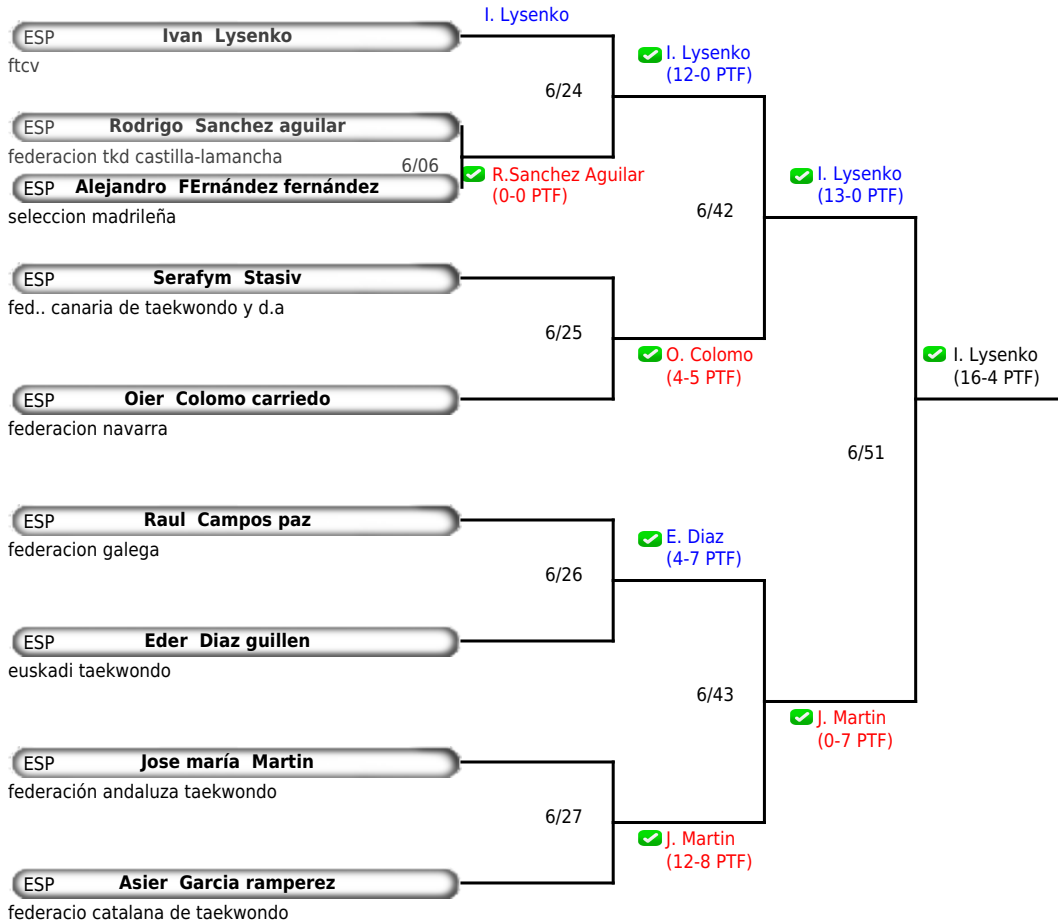 I. Lysenko
ESP Ivan Lysenko
ftcv
I. Lysenko
(12-0 PTF)
6/24
ESP Rodrigo Sanchez aguilar
federacion tkd castilla-lamancha
6/06
R.Sanchez Aguilar
(0-0 PTF)
ESP Alejandro FErnández fernández
seleccion madrileña
I. Lysenko
(13-0 PTF)
6/42
ESP Serafym Stasiv
fed.. canaria de taekwondo y d.a
6/25
O. Colomo
(4-5 PTF)
I. Lysenko
(16-4 PTF)
ESP Oier Colomo carriedo
federacion navarra
6/51
ESP Raul Campos paz
federacion galega
E. Diaz
(4-7 PTF)
6/26
ESP Eder Diaz guillen
euskadi taekwondo
6/43
J. Martin
(0-7 PTF)
ESP Jose maría Martin
federación andaluza taekwondo
6/27
J. Martin
(12-8 PTF)
ESP Asier Garcia ramperez
federacio catalana de taekwondo